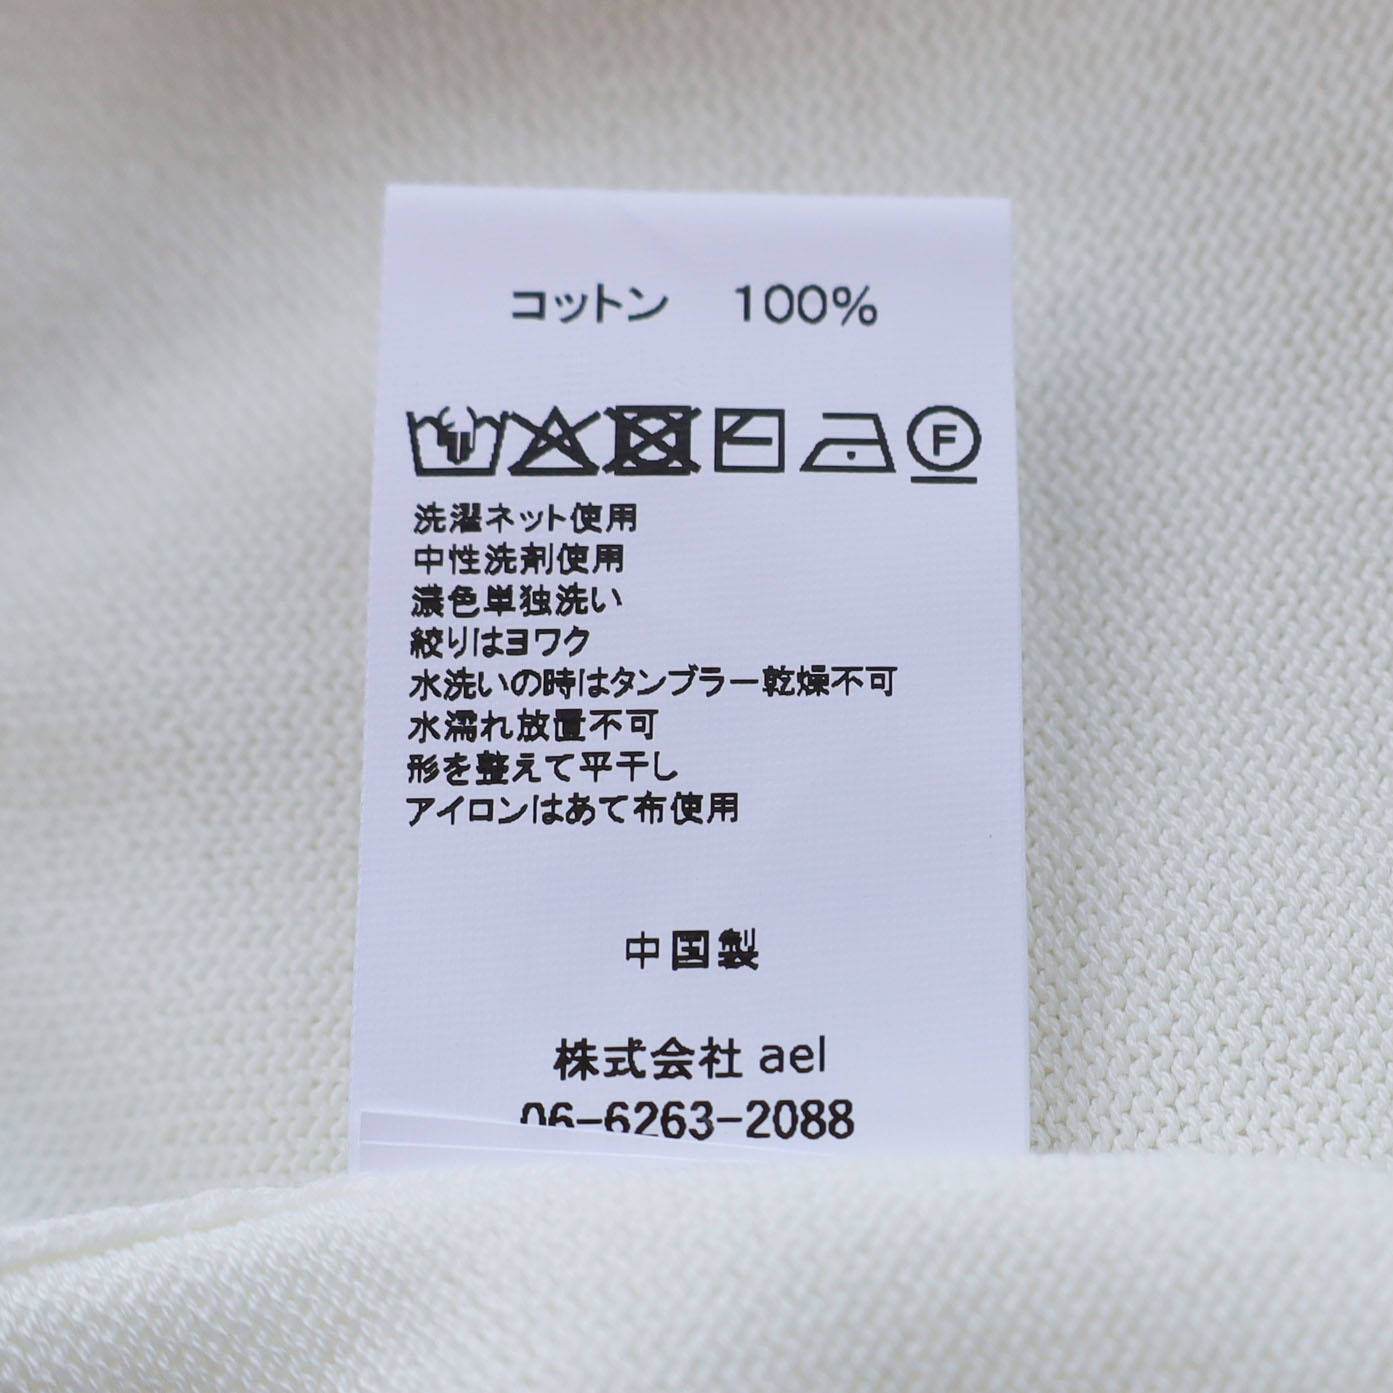 コットン　100%
F
洗濯ネット使用
中性洗剤使用
濃色単独洗い
絞りはヨワク
水洗いの時はタンブラー乾燥不可
水濡れ放置不可
形を整えて平干し
アイロンはあて布使用
中国製
株式会社 ael
06-6263-2088